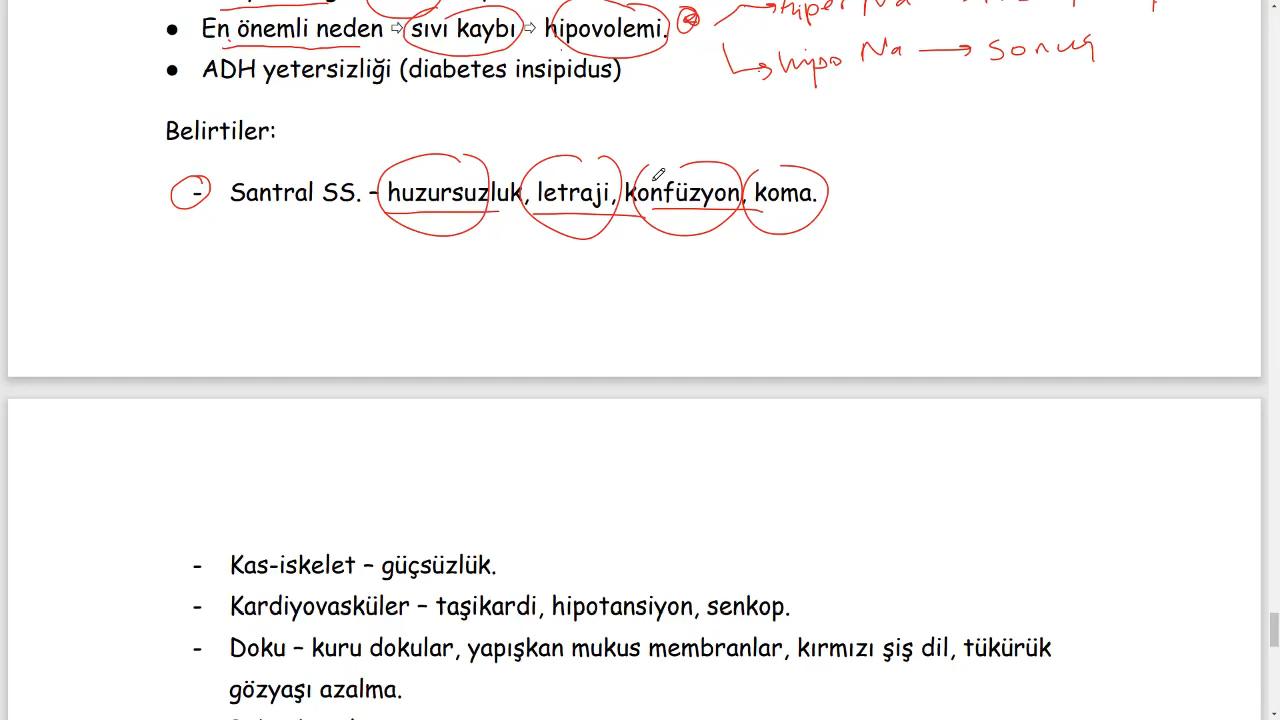 ● En önemli neden ⇨ sıvı kaybı ⇨ hipovolemi.
hipo Na → sonuç
● ADH yetersizliği (diabetes insipidus)
Belirtiler:
- Santral SS. – huzursuzluk, letraji, konfüzyon, koma.
- Kas-iskelet – güçsüzlük.
- Kardiyovasküler – taşikardi, hipotansiyon, senkop.
- Doku – kuru dokular, yapışkan mukus membranlar, kırmızı şiş dil, tükürük
gözyaşı azalma.